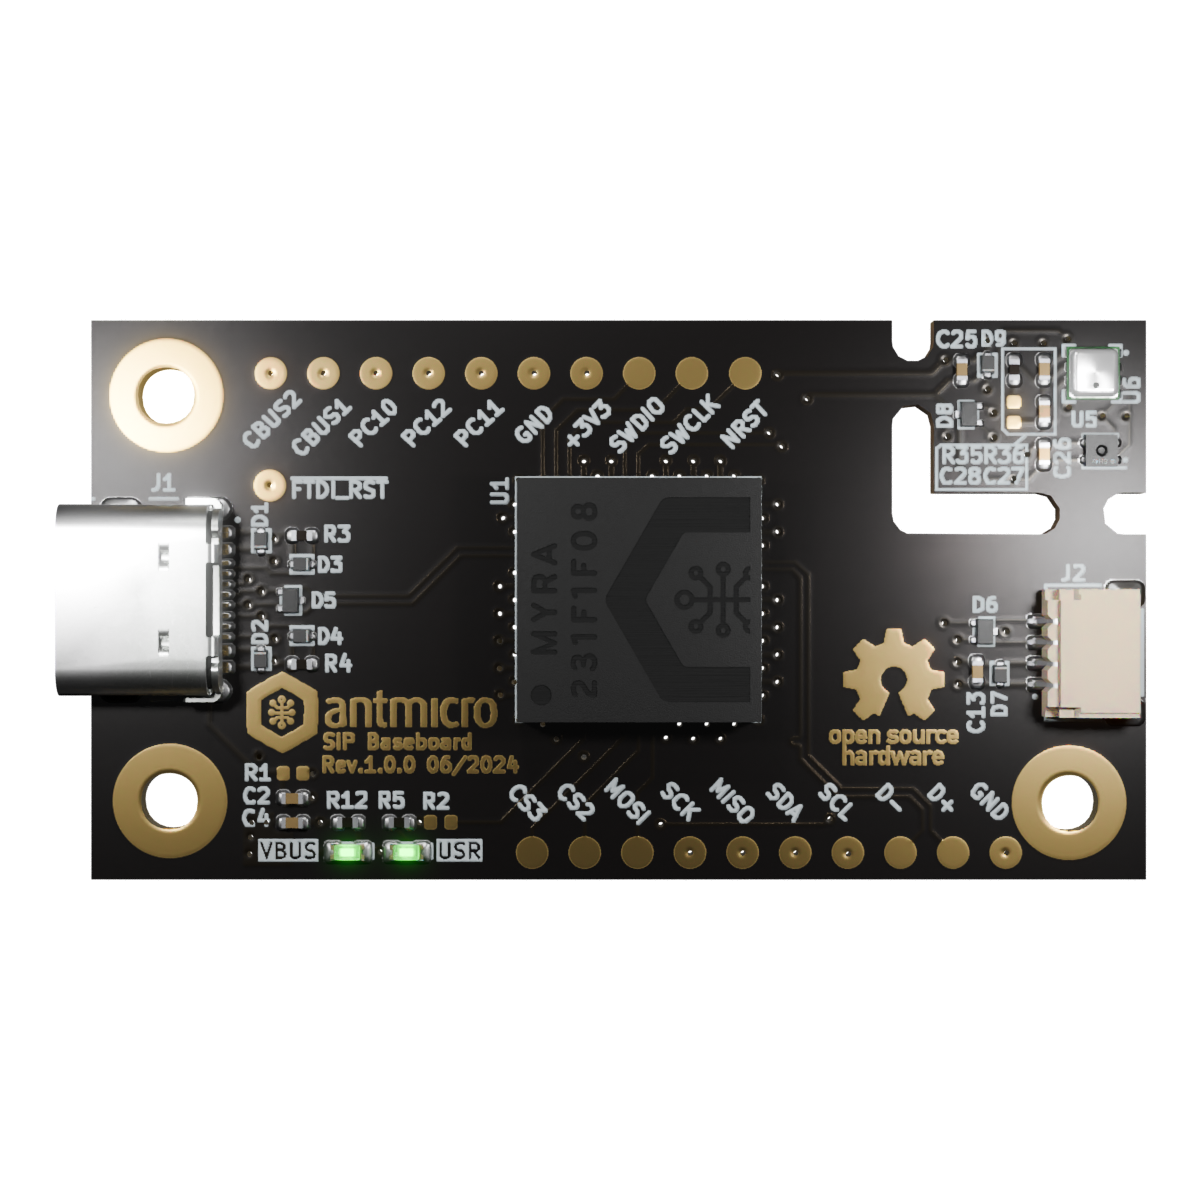 C25 D9
CBUS2 CBUS1 PC10 PC12 PC11 GND +3V3 SWDIO SWCLK NRST
D8
U6
U5
R35R36
C28C27
C26
J1
FTDI_RST
U1
D1
R3
D3
D5
D2
D4
R4
MYRA
231F1F08
J2
D6
C13
D7
antmicro
SIP Baseboard
Rev.1.0.0 06/2024
open source
hardware
R1
C2
C4
R12 R5 R2
CS3 CS2 MOSI SCK MISO SDA SCL D- D+ GND
VBUS
USR